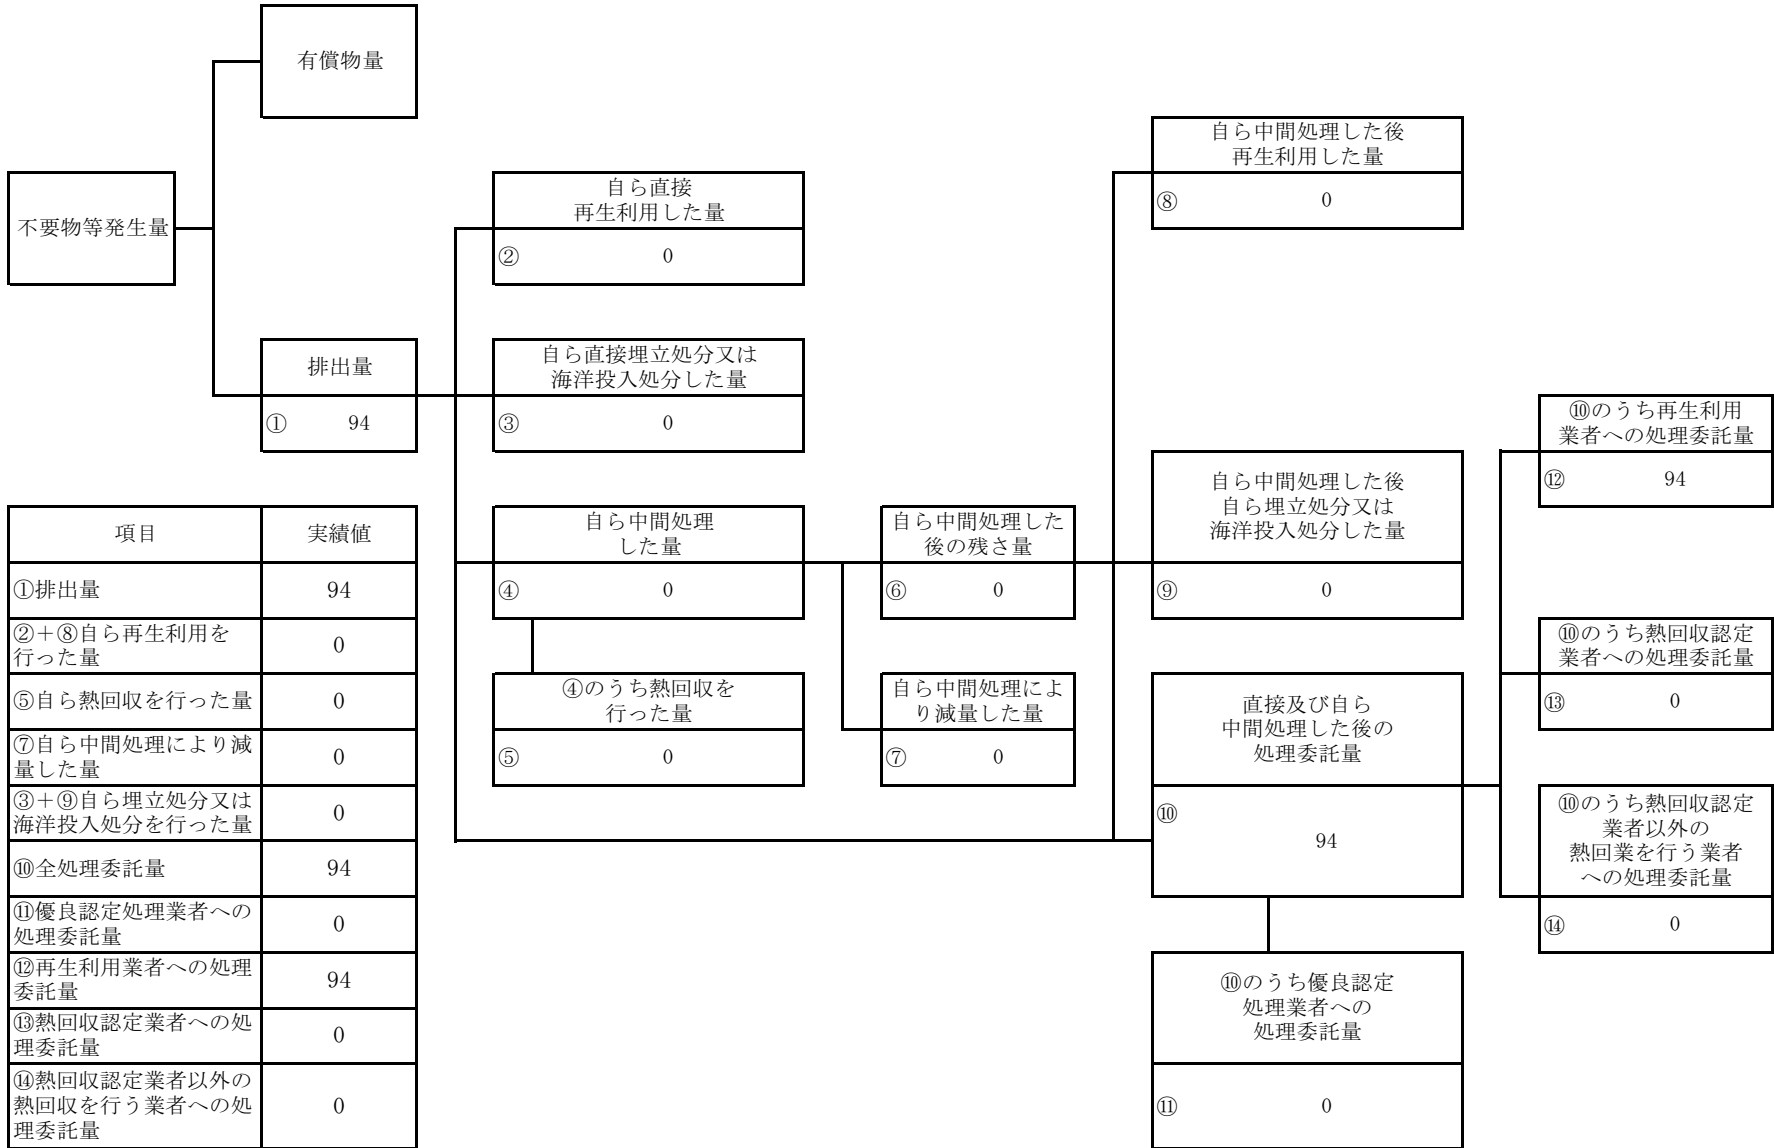 有償物量
不要物等発生量
排出量
① 94
自ら直接
再生利用した量
② 0
自ら直接埋立処分又は
海洋投入処分した量
③ 0
自ら中間処理
した量
④ 0
④のうち熱回収を
行った量
⑤ 0
自ら中間処理した
後の残さ量
⑥ 0
自ら中間処理によ
り減量した量
⑦ 0
自ら中間処理した後
再生利用した量
⑧ 0
自ら中間処理した後
自ら埋立処分又は
海洋投入処分した量
⑨ 0
直接及び自ら
中間処理した後の
処理委託量
⑩
94
⑩のうち優良認定
処理業者への
処理委託量
⑪ 0
⑩のうち再生利用
業者への処理委託量
⑫ 94
⑩のうち熱回収認定
業者への処理委託量
⑬ 0
⑩のうち熱回収認定
業者以外の
熱回業を行う業者
への処理委託量
⑭ 0
項目 実績値
①排出量 94
②+⑧自ら再生利用を
行った量 0
⑤自ら熱回収を行った量 0
⑦自ら中間処理により減
量した量 0
③+⑨自ら埋立処分又は
海洋投入処分を行った量 0
⑩全処理委託量 94
⑪優良認定処理業者への
処理委託量 0
⑫再生利用業者への処理
委託量 94
⑬熱回収認定業者への処
理委託量 0
⑭熱回収認定業者以外の
熱回収を行う業者への処 0
理委託量